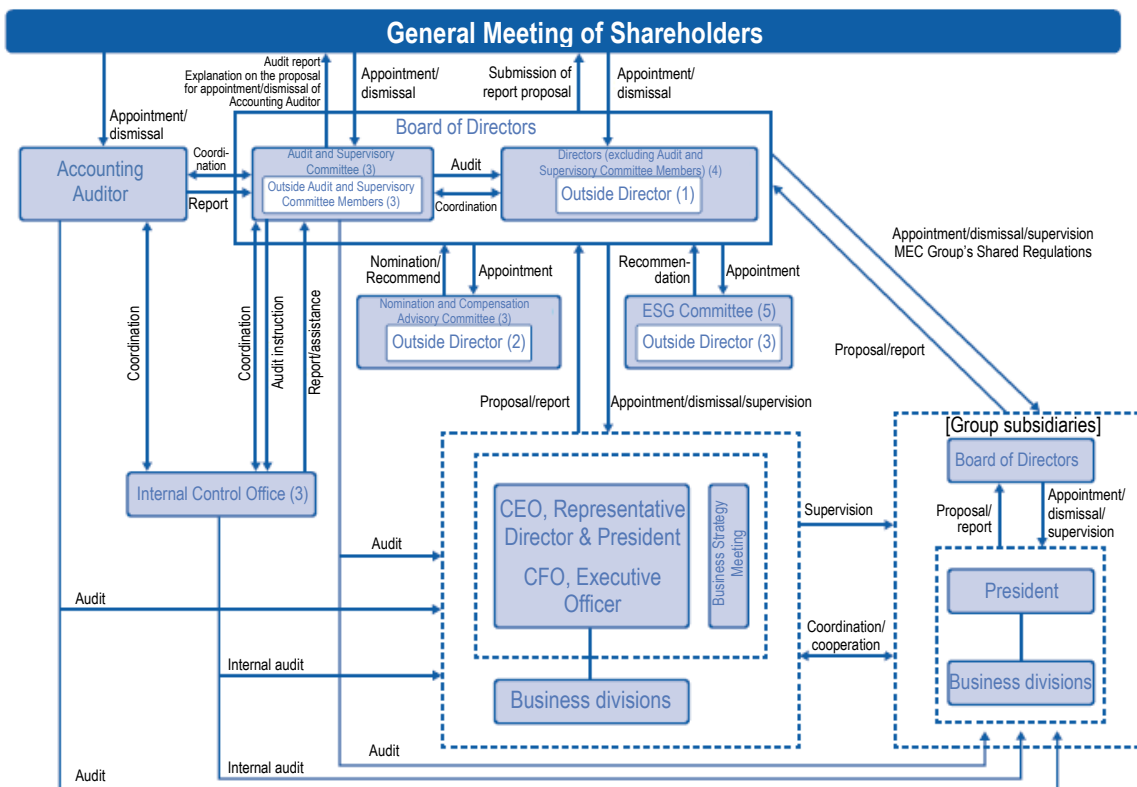 General Meeting of Shareholders
Audit report
Explanation on the proposal
for appointment/dismissal of
Accounting Auditor
Appointment/
dismissal
Submission of
report proposal
Appointment/
dismissal
Appointment/
dismissal
Board of Directors
Accounting
Auditor
Coordi-
nation
Report
Audit and Supervisory
Committee (3)
Outside Audit and Supervisory
Committee Members (3)
Audit
Coordination
Directors (excluding Audit and
Supervisory Committee Members) (4)
Outside Director (1)
Appointment/dismissal/supervision
MEC Group's Shared Regulations
Proposal/report
Nomination/
Recommend
Appointment
Recommen-
dation
Appointment
Nomination and Compensation
Advisory Committee (3)
Outside Director (2)
ESG Committee (5)
Outside Director (3)
Coordination
Coordination
Audit instruction
Report/assistance
Proposal/report
Appointment/dismissal/supervision
Internal Control Office (3)
[Group subsidiaries]
Board of Directors
Proposal/
report
Appointment/
dismissal/
supervision
CEO, Representative
Director & President
CFO, Executive
Officer
Business Strategy
Meeting
Supervision
Audit
Audit
President
Coordination/
cooperation
Internal audit
Business divisions
Business divisions
Audit
Internal audit
Audit